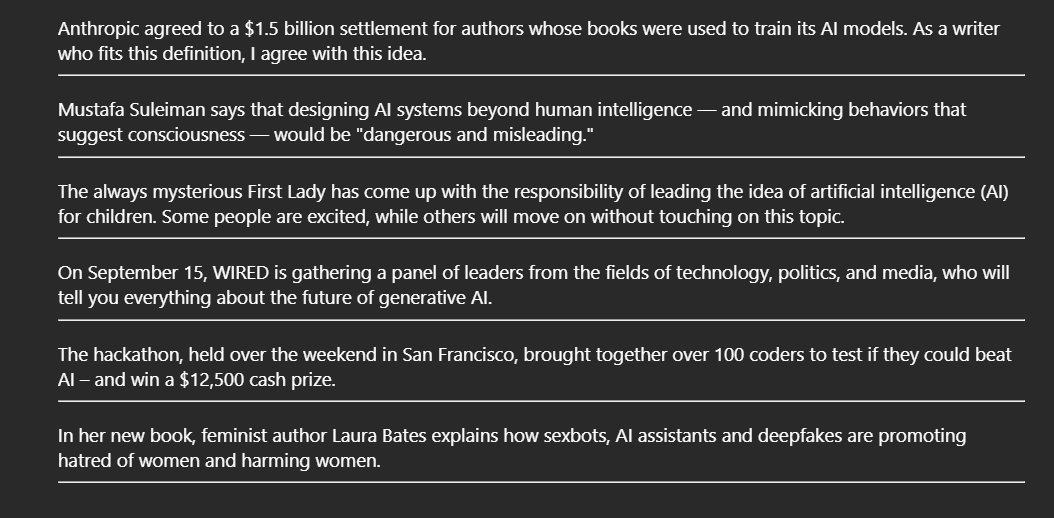 Anthropic agreed to a $1.5 billion settlement for authors whose books were used to train its AI models. As a writer
who fits this definition, I agree with this idea.
Mustafa Suleiman says that designing AI systems beyond human intelligence — and mimicking behaviors that
suggest consciousness — would be "dangerous and misleading."
The always mysterious First Lady has come up with the responsibility of leading the idea of artificial intelligence (AI)
for children. Some people are excited, while others will move on without touching on this topic.
On September 15, WIRED is gathering a panel of leaders from the fields of technology, politics, and media, who will
tell you everything about the future of generative AI.
The hackathon, held over the weekend in San Francisco, brought together over 100 coders to test if they could beat
AI – and win a $12,500 cash prize.
In her new book, feminist author Laura Bates explains how sexbots, AI assistants and deepfakes are promoting
hatred of women and harming women.